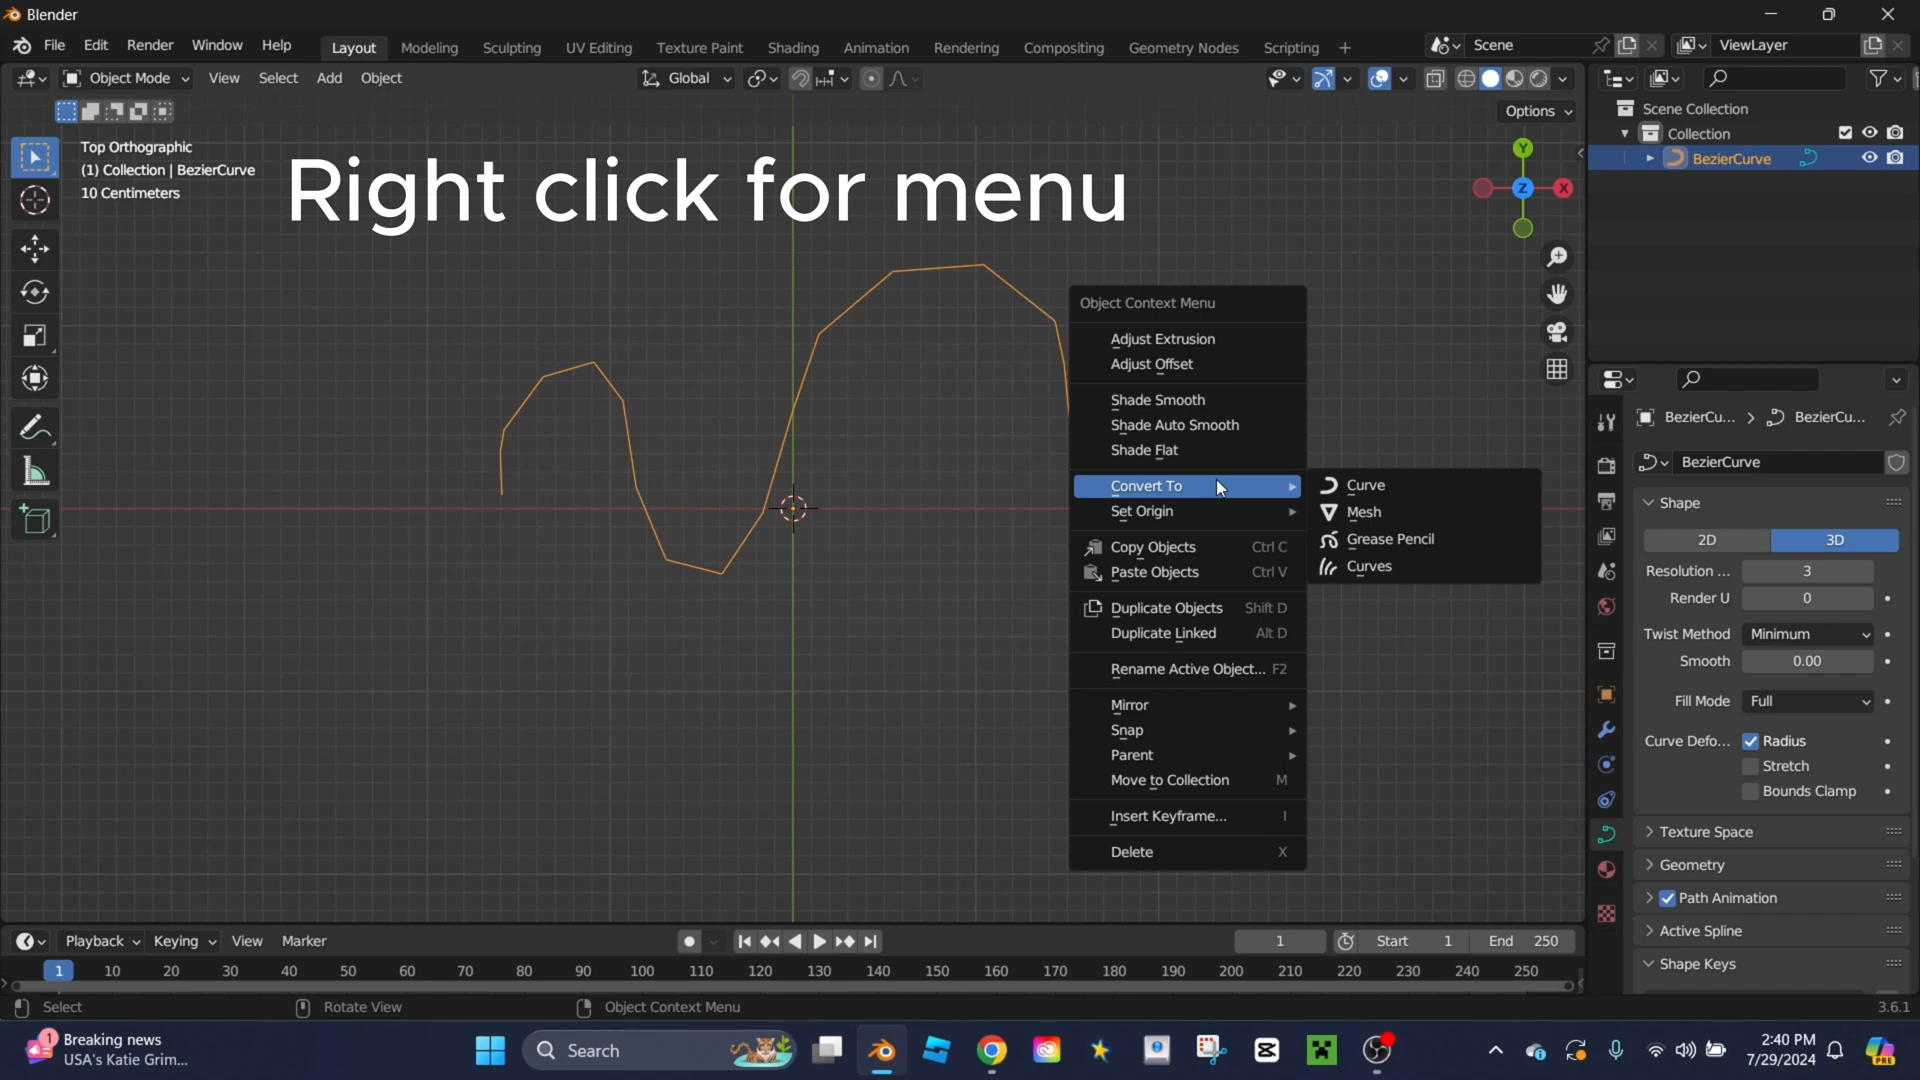 Blender
File Edit Render Window Help Layout Modeling Sculpting UV Editing Texture Paint Shading Animation Rendering Compositing Geometry Nodes Scripting + Scene ViewLayer
Object Mode View Select Add Object Global
Options
Top Orthographic
(1) Collection | BezierCurve
10 Centimeters
Right click for menu
Y
Z
X
Scene Collection
Collection
BezierCurve
Object Context Menu
Adjust Extrusion
Adjust Offset
Shade Smooth
Shade Auto Smooth
Shade Flat
Convert To
Set Origin
Copy Objects Ctrl C
Paste Objects Ctrl V
Duplicate Objects Shift D
Duplicate Linked Alt D
Rename Active Object... F2
Mirror
Snap
Parent
Move to Collection M
Insert Keyframe... I
Delete X
Curve
Mesh
Grease Pencil
Curves
BezierCu... > BezierCu...
BezierCurve
Shape
2D 3D
Resolution ... 3
Render U 0
Twist Method Minimum
Smooth 0.00
Fill Mode Full
Curve Defo... Radius
Stretch
Bounds Clamp
Texture Space
Geometry
Path Animation
Active Spline
Shape Keys
Playback Keying View Marker 1 Start 1 End 250
1 10 20 30 40 50 60 70 80 90 100 110 120 130 140 150 160 170 180 190 200 210 220 230 240 250
Select Rotate View Object Context Menu 3.6.1
1 Breaking news
USA's Katie Grim...
Search
2:40 PM
7/29/2024
PRE